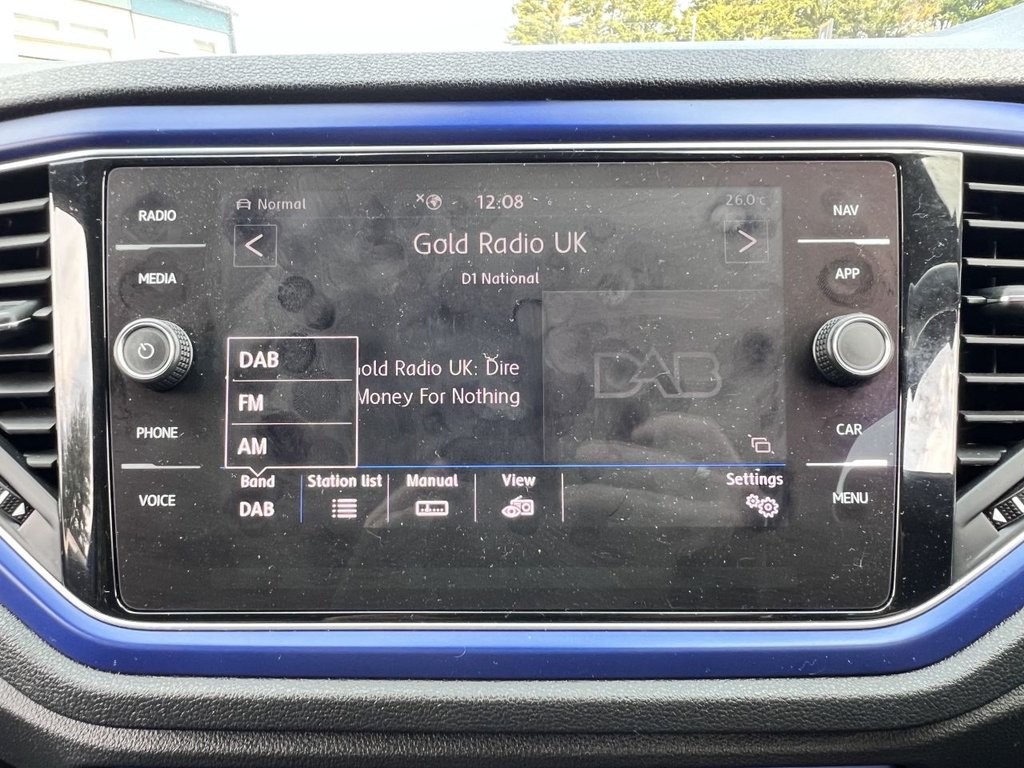 RADIO
MEDIA
PHONE
VOICE
Normal
12:08
26.0°C
<
Gold Radio UK
>
D1 National
DAB
FM
AM
old Radio UK: Dire
Money For Nothing
DAB
Band
DAB
Station list
Manual
View
Settings
NAV
APP
CAR
MENU